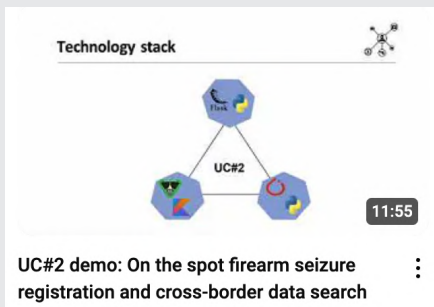 Technology stack
Flask
UC#2
11:55
UC#2 demo: On the spot firearm seizure
registration and cross-border data search